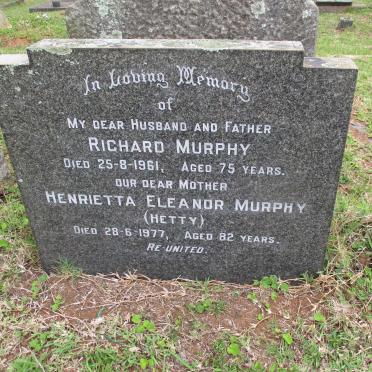 In Loving Memory
of
My dear Husband and Father
Richard Murphy
Died 25-8-1961, Aged 75 years.
our dear Mother
Henrietta Eleanor Murphy
(Hetty)
Died 28-6-1977, Aged 82 years.
Re-united.